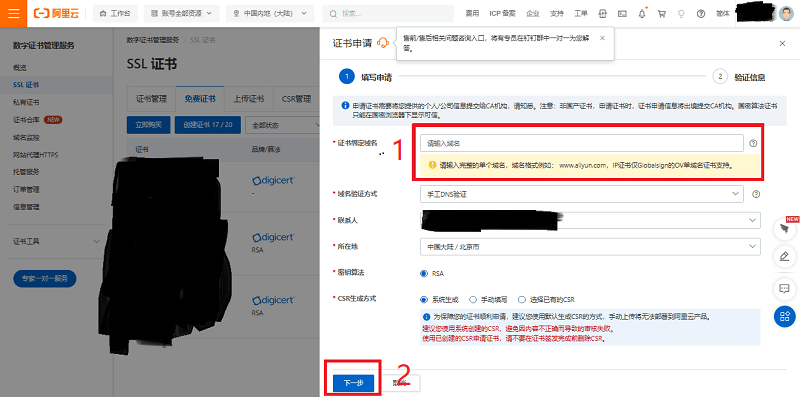 阿里云
工作台
账号全部资源
中国内地（大陆）
搜索...
费用
ICP 备案
企业
支持
工单
简体
数字证书管理服务
概览
SSL 证书
私有证书
证书仓库
NEW
域名监控
网站代理HTTPS
托管服务
订单管理
信息管理
证书工具
专家一对一服务
数字证书管理服务 / SSL 证书
SSL 证书
证书管理
免费证书
上传证书
CSR管理
立即购买
创建证书 17 / 20
全部状态
证书
品牌/算法
digicert
-
digicert
RSA
digicert
RSA
证书申请
售前/售后相关问题咨询入口，将有专员在钉钉群中一对一为您解
答。
1 填写申请
2 验证信息
申请证书需要将您提供的个人/公司信息提交给CA机构，请知悉。注意：非国产证书，申请证书时，证书申请信息将出境提交CA机构。国密算法证书
只能在国密浏览器下显示可信。
1
* 证书绑定域名
请输入域名
请输入完整的单个域名，域名格式例如： www.aliyun.com，IP证书仅Globalsign的OV单域名证书支持。
* 域名验证方式
手工DNS验证
* 联系人
* 所在地
中国大陆 / 北京市
* 密钥算法
RSA
* CSR生成方式
系统生成
手动填写
选择已有的CSR
为保障您的证书顺利申请，建议您使用默认生成CSR的方式，手动上传将无法部署到阿里云产品。
建议您使用系统创建的CSR，避免因内容不正确而导致的审核失败。
使用已创建的CSR申请证书，请不要在证书签发完成前删除CSR。
NEW
下一步
2